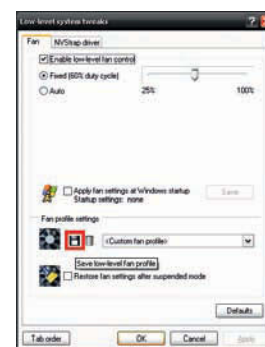 Low-level system tweaks
Fan
NVStrap driver
Enable low-level fan control
Fixed (60% duty cycle)
Auto
25%
100%
Apply fan settings at Windows startup
Save
Startup settings: none
Fan profile settings
<Custom fan profile>
Save low-level fan profile
Restore fan settings after suspended mode
Defaults
Tab order...
OK
Cancel
Apply